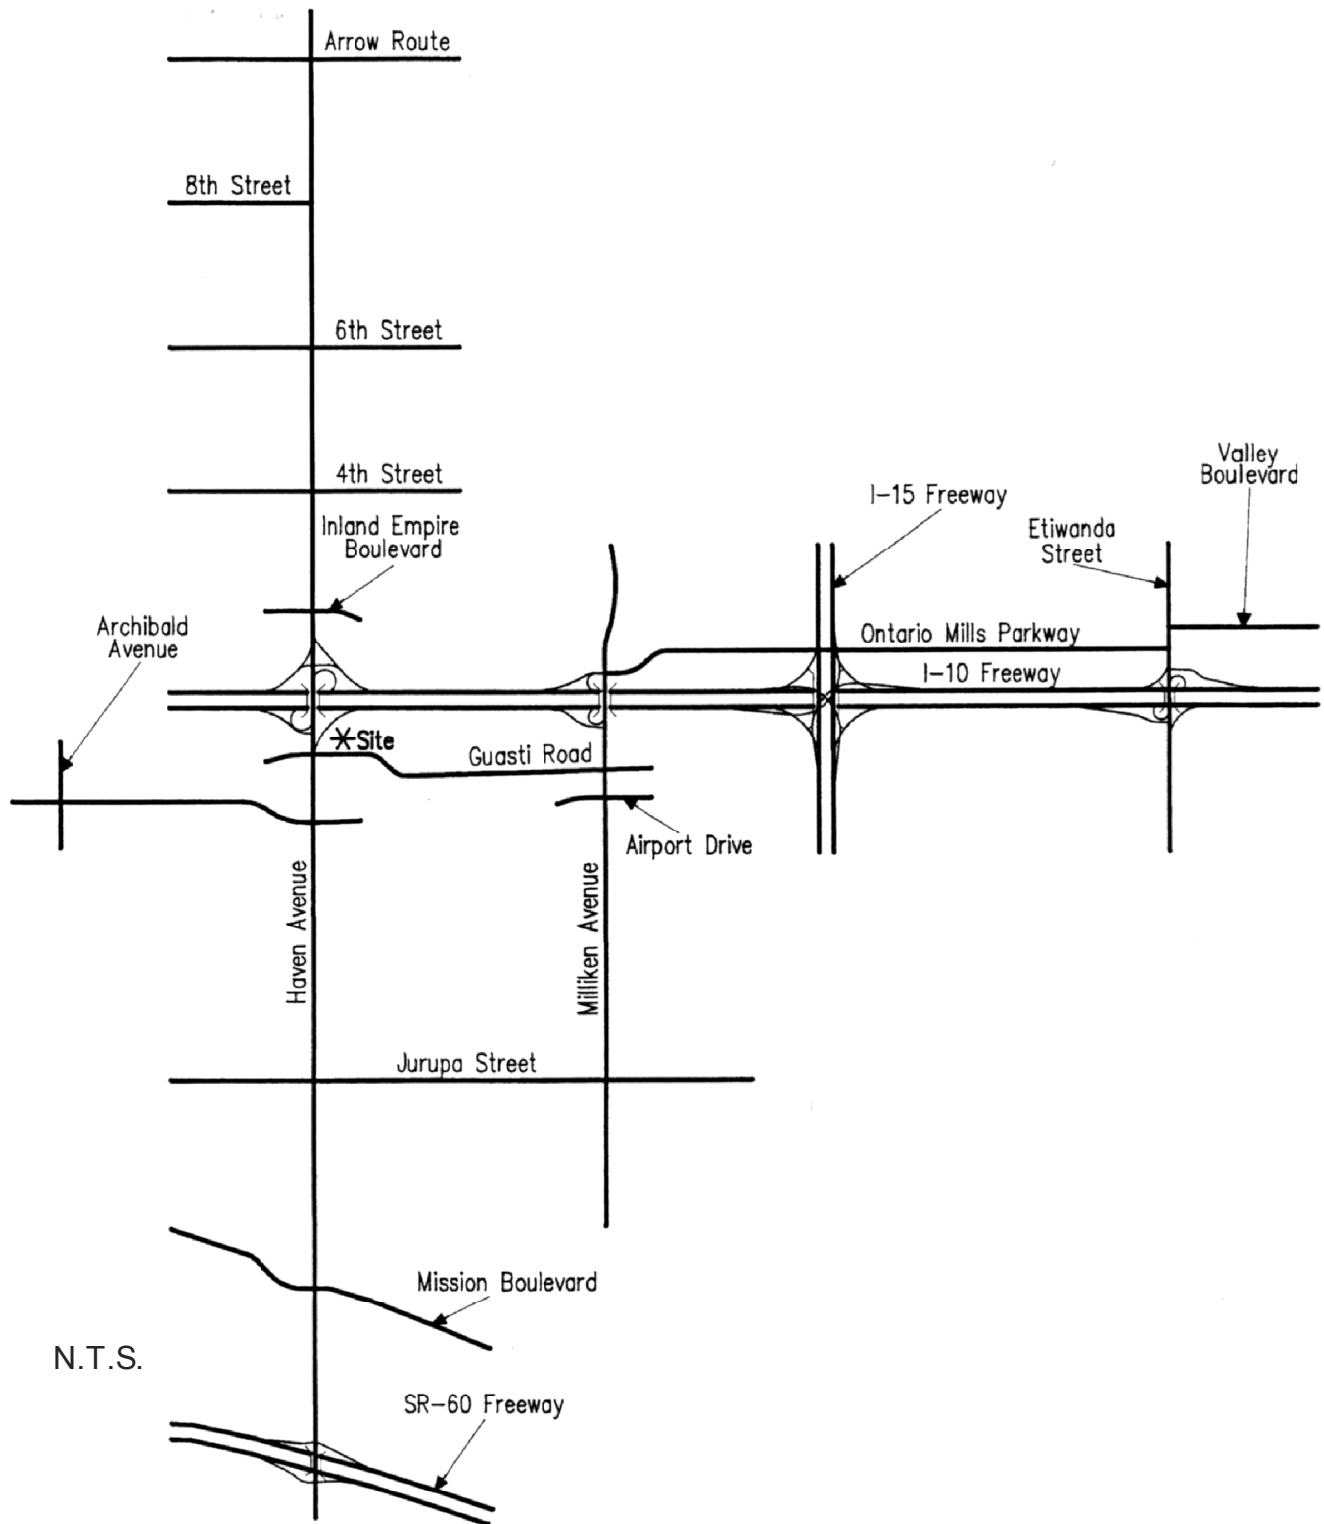 Arrow Route
8th Street
6th Street
4th Street
Valley
Boulevard
I-15 Freeway
Inland Empire
Boulevard
Etiwanda
Street
Archibald
Avenue
Ontario Mills Parkway
I-10 Freeway
Site
Guasti Road
Airport Drive
Haven Avenue
Milliken Avenue
Jurupa Street
Mission Boulevard
N.T.S.
SR-60 Freeway